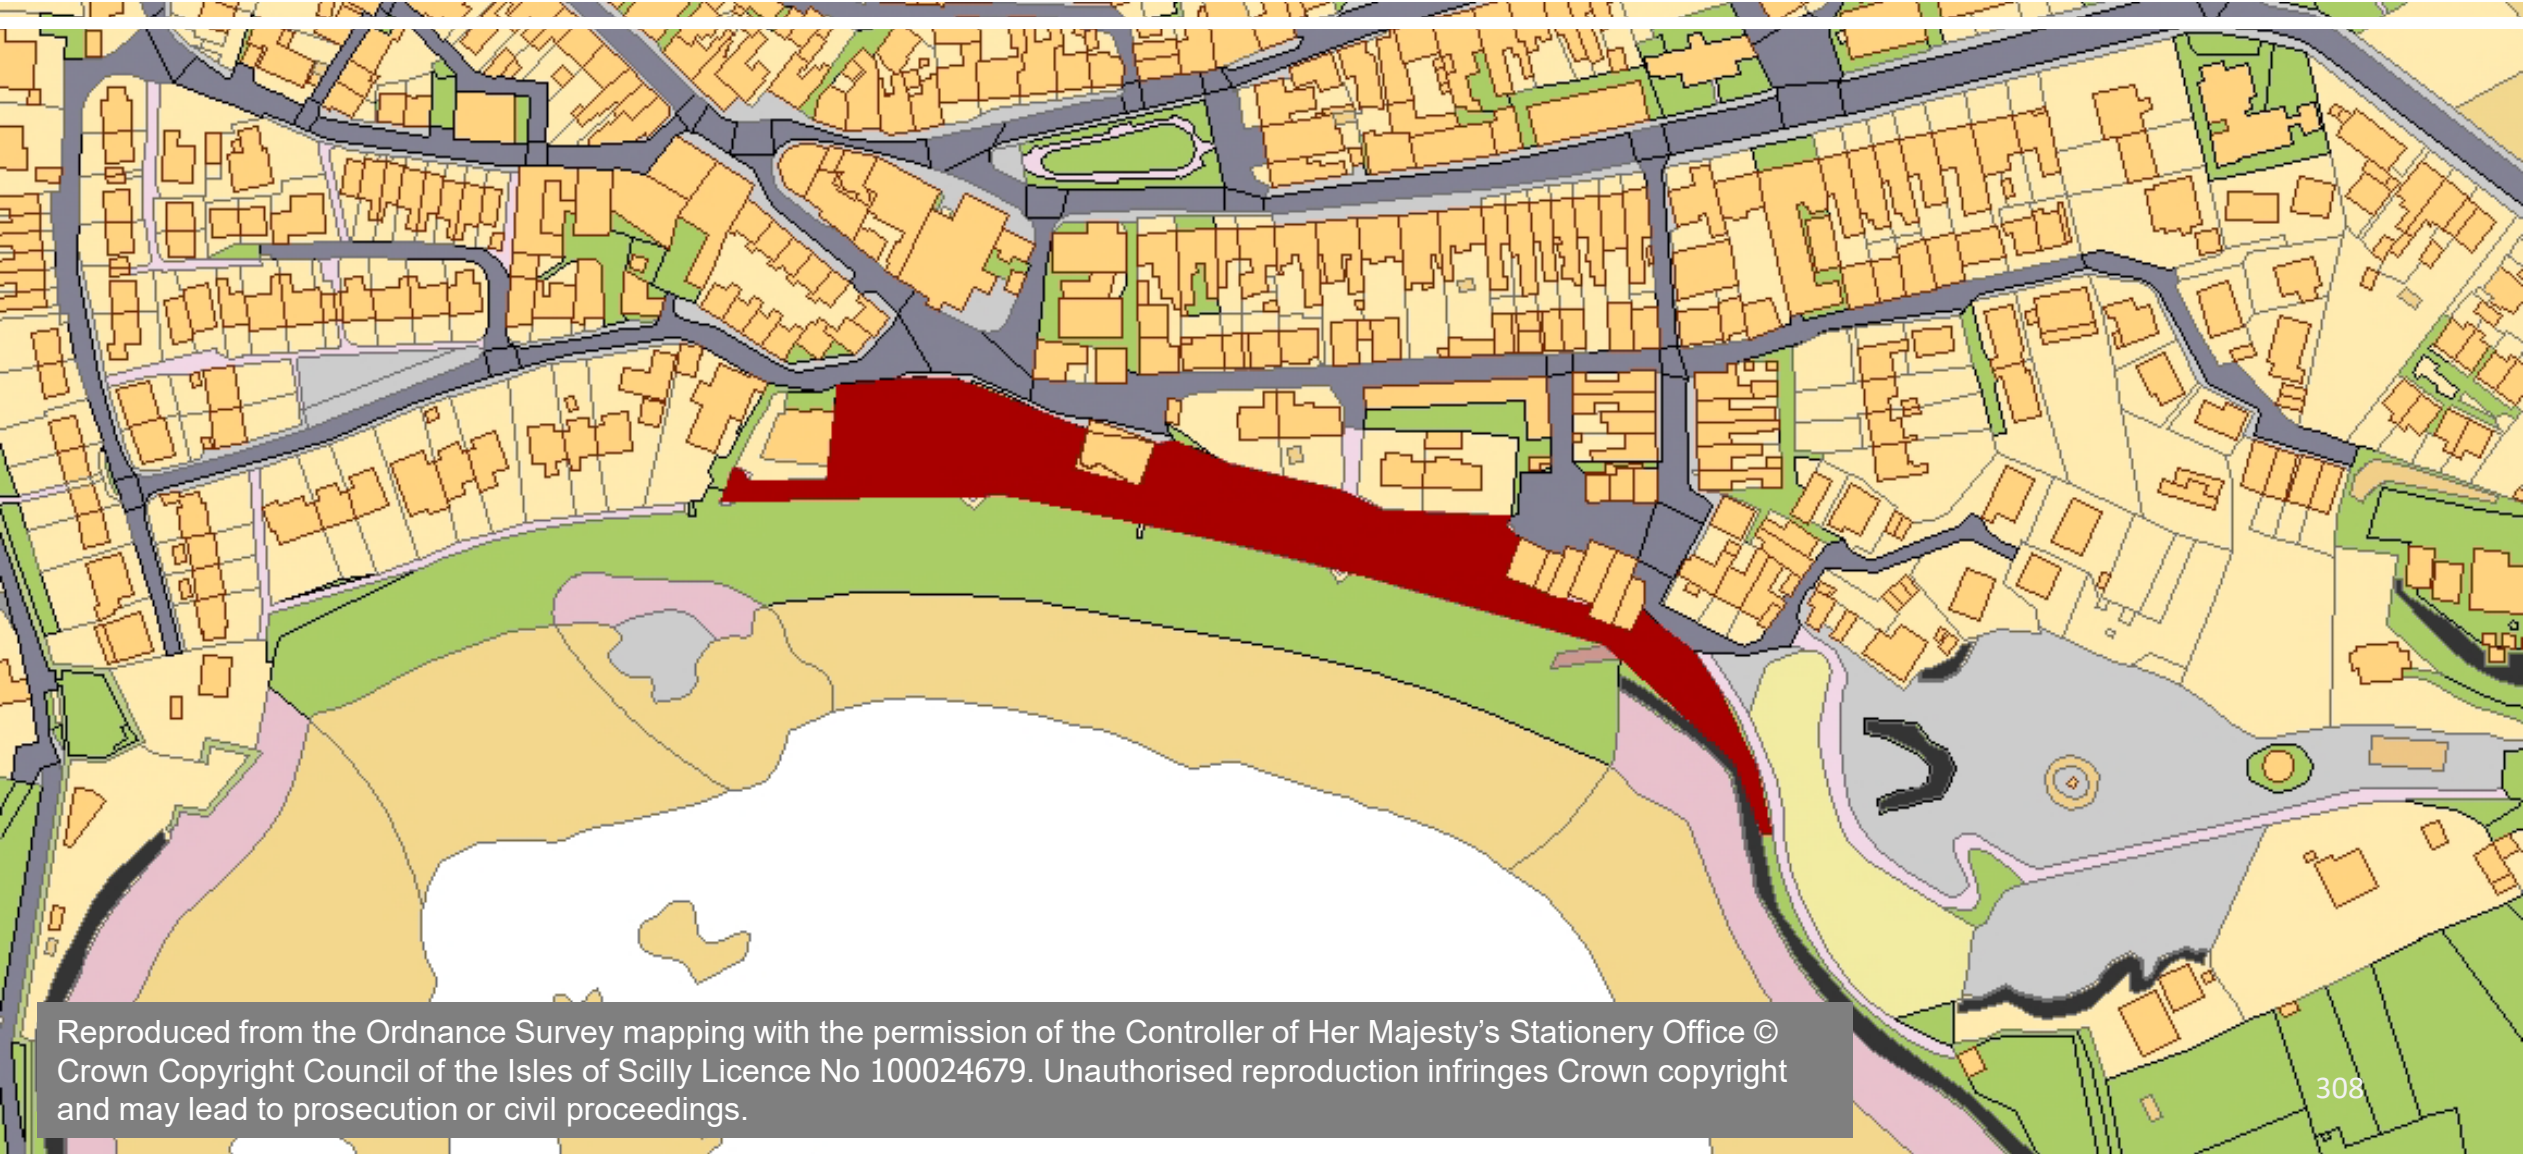 Reproduced from the Ordnance Survey mapping with the permission of the Controller of Her Majesty’s Stationery Office ©
Crown Copyright Council of the Isles of Scilly Licence No 100024679. Unauthorised reproduction infringes Crown copyright
and may lead to prosecution or civil proceedings.
308